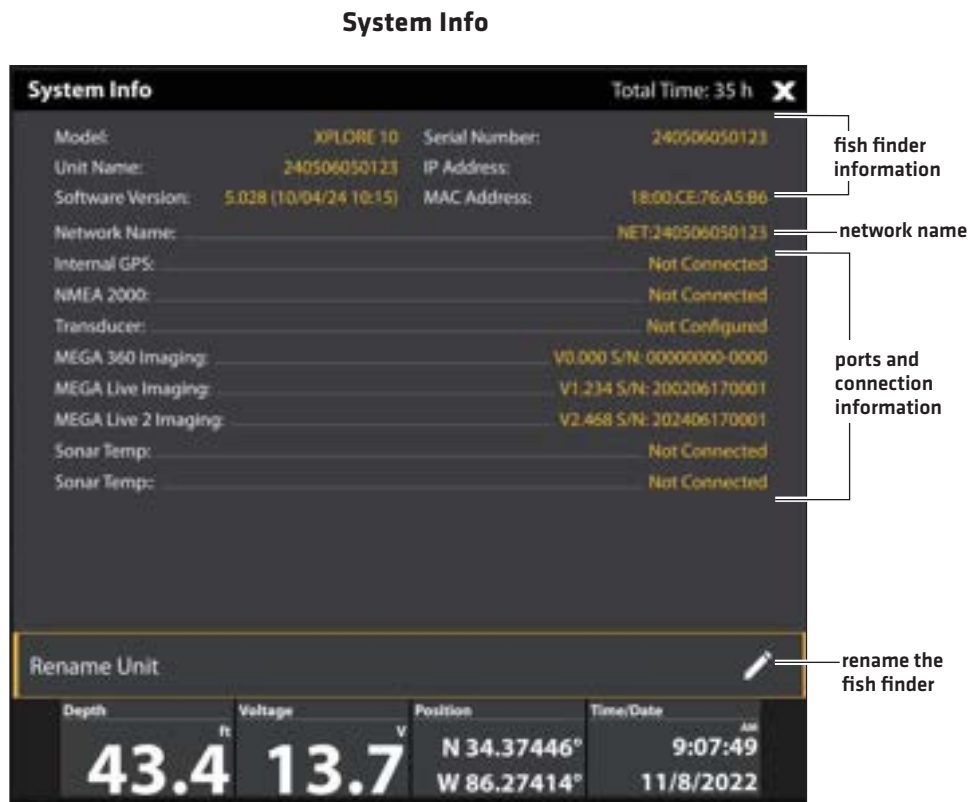 System Info
System Info Total Time: 35 h X
Model: XPLORE 10 Serial Number: 240506050123
Unit Name: 240506050123 IP Address:
Software Version: 5.028 (10/04/24 10:15) MAC Address: 18:00:CE:76:A5:B6
fish finder
information
Network Name: NET:240506050123
network name
Internal GPS: Not Connected
NMEA 2000: Not Connected
Transducer: Not Configured
MEGA 360 Imaging: V0.000 S/N: 00000000-0000
MEGA Live Imaging: V1.234 S/N: 200206170001
MEGA Live 2 Imaging: V2.468 S/N: 202406170001
Sonar Temp: Not Connected
Sonar Temp:: Not Connected
ports and
connection
information
Rename Unit
rename the
fish finder
Depth Voltage Position Time/Date
43.4 ft 13.7 V N 34.37446° 9:07:49 AM
W 86.27414° 11/8/2022